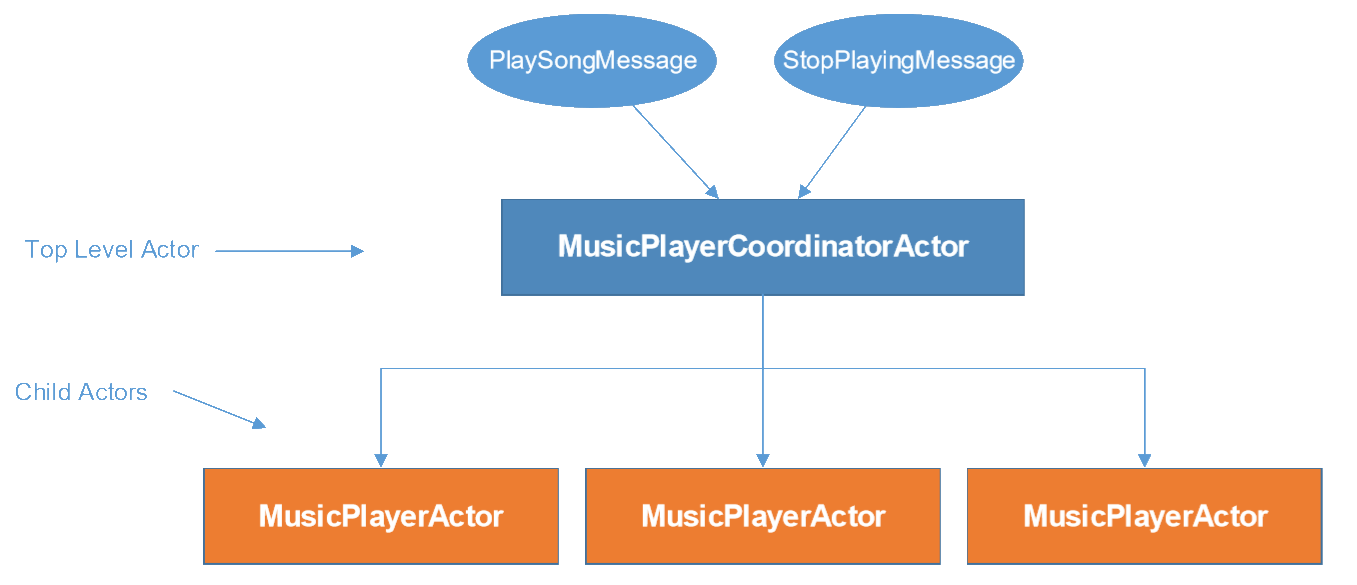 PlaySongMessage
StopPlayingMessage
Top Level Actor
MusicPlayerCoordinatorActor
Child Actors
MusicPlayerActor
MusicPlayerActor
MusicPlayerActor